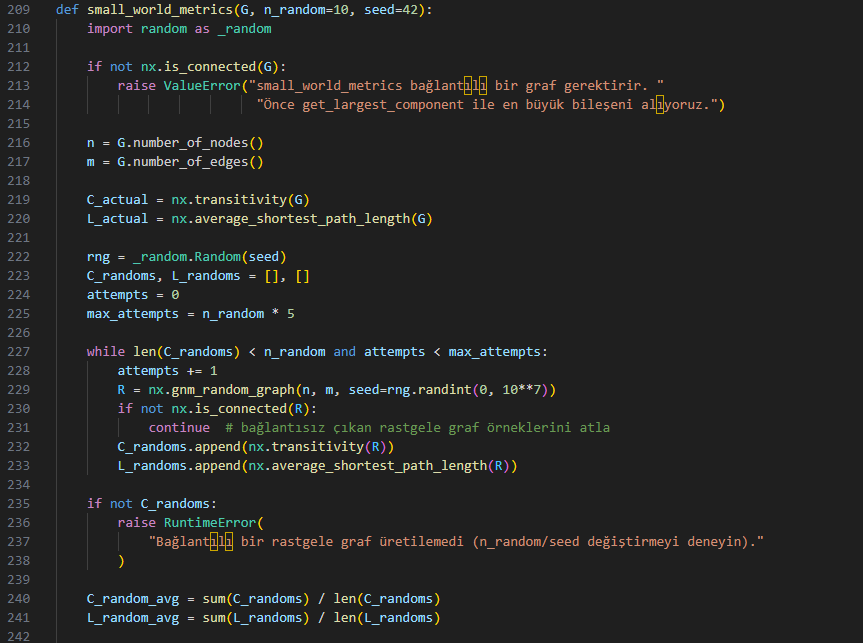 209 def small_world_metrics(G, n_random=10, seed=42):
210     import random as _random
211
212     if not nx.is_connected(G):
213         raise ValueError("small_world_metrics bağlantılı bir graf gerektirir. "
214                          "Önce get_largest_component ile en büyük bileşeni alıyoruz.")
215
216     n = G.number_of_nodes()
217     m = G.number_of_edges()
218
219     C_actual = nx.transitivity(G)
220     L_actual = nx.average_shortest_path_length(G)
221
222     rng = _random.Random(seed)
223     C_randoms, L_randoms = [], []
224     attempts = 0
225     max_attempts = n_random * 5
226
227     while len(C_randoms) < n_random and attempts < max_attempts:
228         attempts += 1
229         R = nx.gnm_random_graph(n, m, seed=rng.randint(0, 10**7))
230         if not nx.is_connected(R):
231             continue  # bağlantısız çıkan rastgele graf örneklerini atla
232         C_randoms.append(nx.transitivity(R))
233         L_randoms.append(nx.average_shortest_path_length(R))
234
235     if not C_randoms:
236         raise RuntimeError(
237             "Bağlantılı bir rastgele graf üretilemedi (n_random/seed değiştirmeyi deneyin)."
238         )
239
240     C_random_avg = sum(C_randoms) / len(C_randoms)
241     L_random_avg = sum(L_randoms) / len(L_randoms)
242